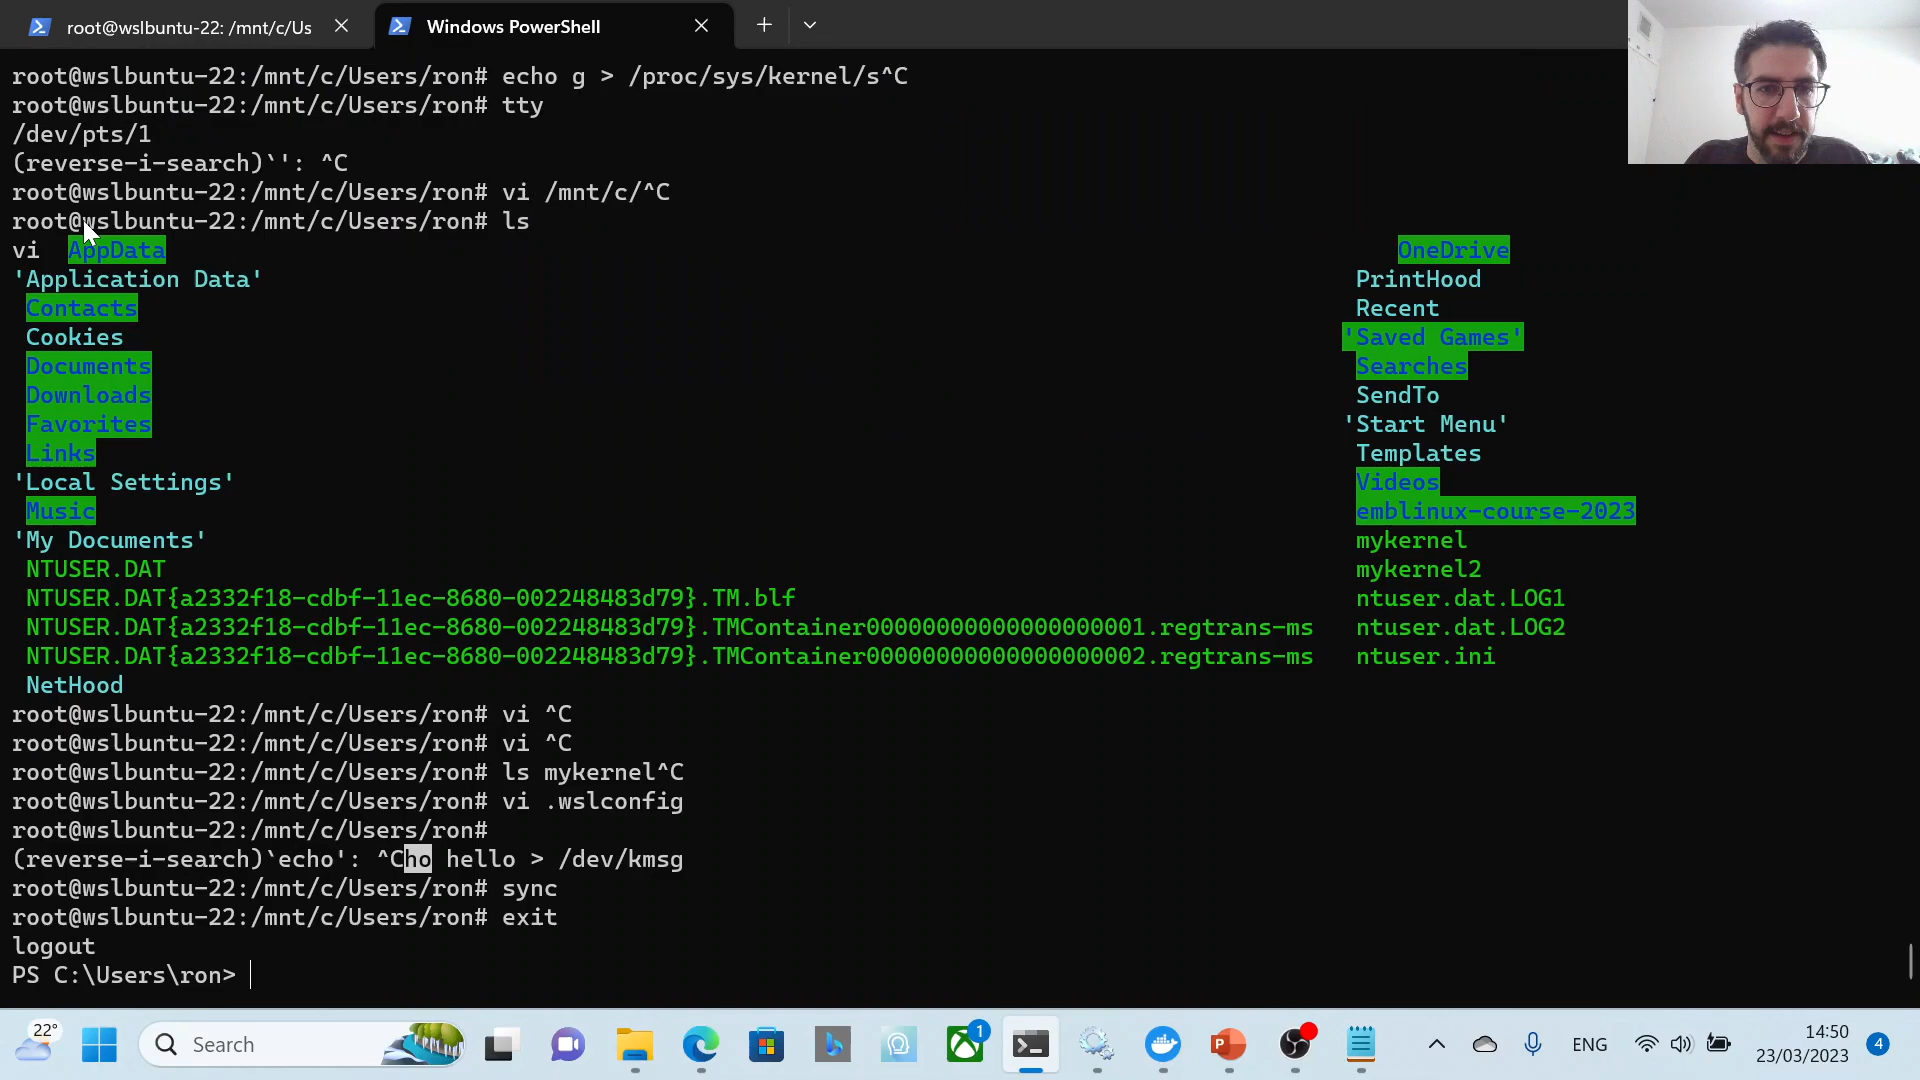 root@wslbuntu-22: /mnt/c/Us
Windows PowerShell
root@wslbuntu-22:/mnt/c/Users/ron# echo g > /proc/sys/kernel/s^C
root@wslbuntu-22:/mnt/c/Users/ron# tty
/dev/pts/1
(reverse-i-search)`': ^C
root@wslbuntu-22:/mnt/c/Users/ron# vi /mnt/c/^C
root@wslbuntu-22:/mnt/c/Users/ron# ls
vi  AppData OneDrive
'Application Data' PrintHood
Contacts Recent
Cookies 'Saved Games'
Documents Searches
Downloads SendTo
Favorites 'Start Menu'
Links Templates
'Local Settings' Videos
Music emblinux-course-2023
'My Documents' mykernel
NTUSER.DAT mykernel2
NTUSER.DAT{a2332f18-cdbf-11ec-8680-002248483d79}.TM.blf ntuser.dat.LOG1
NTUSER.DAT{a2332f18-cdbf-11ec-8680-002248483d79}.TMContainer00000000000000000001.regtrans-ms ntuser.dat.LOG2
NTUSER.DAT{a2332f18-cdbf-11ec-8680-002248483d79}.TMContainer00000000000000000002.regtrans-ms ntuser.ini
NetHood
root@wslbuntu-22:/mnt/c/Users/ron# vi ^C
root@wslbuntu-22:/mnt/c/Users/ron# vi ^C
root@wslbuntu-22:/mnt/c/Users/ron# ls mykernel^C
root@wslbuntu-22:/mnt/c/Users/ron# vi .wslconfig
root@wslbuntu-22:/mnt/c/Users/ron#
(reverse-i-search)`echo': ^Cho hello > /dev/kmsg
root@wslbuntu-22:/mnt/c/Users/ron# sync
root@wslbuntu-22:/mnt/c/Users/ron# exit
logout
PS C:\Users\ron>
22°
Search
1
ENG
14:50
23/03/2023
4